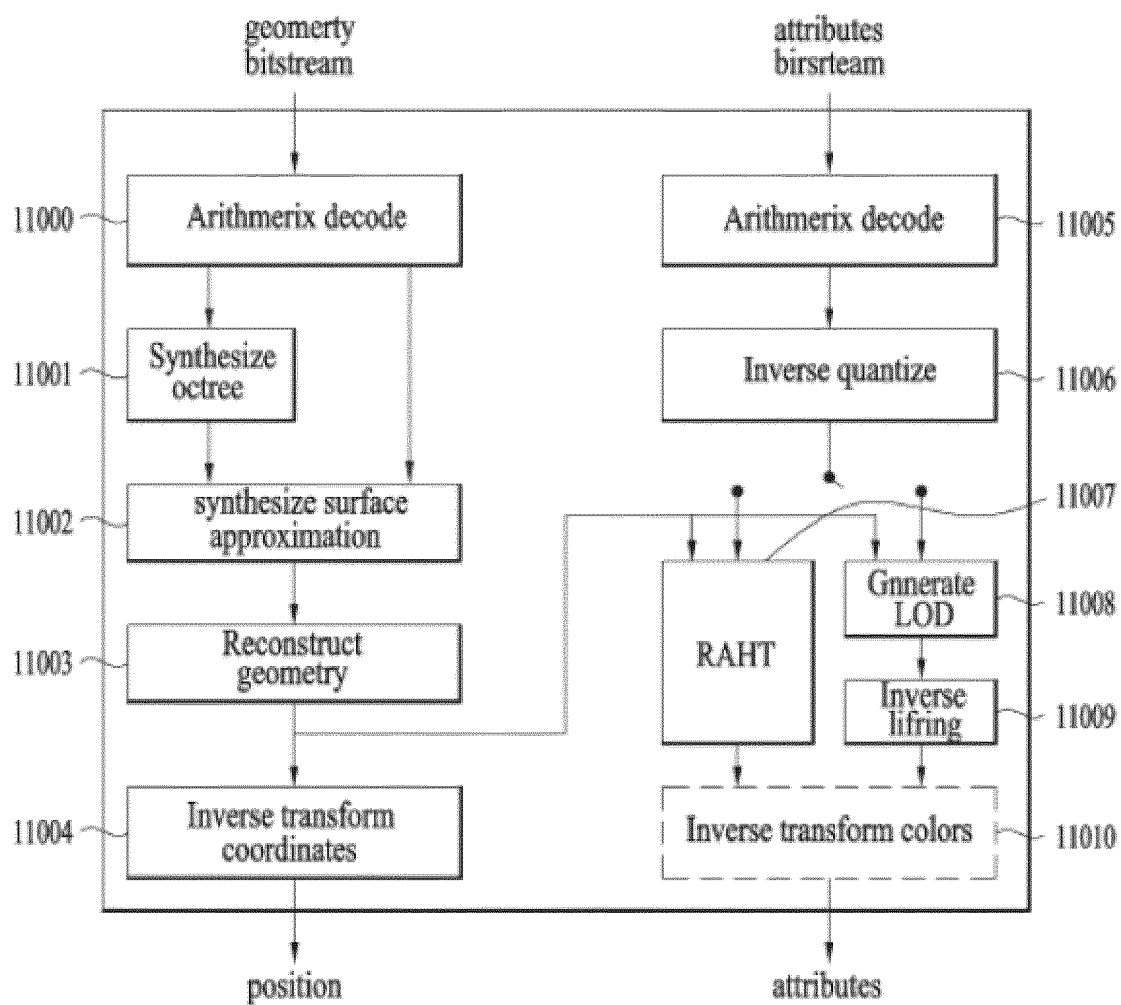 geomerty
bitstream
attributes
birsrteam
11000
Arithmerix decode
Arithmerix decode
11005
11001
Synthesize
octree
Inverse quantize
11006
11002
synthesize surface
approximation
11007
11003
Reconstruct
geometry
RAHT
Gnnerate
LOD
11008
Inverse
lifring
11009
11004
Inverse transform
coordinates
Inverse transform colors
11010
position
attributes